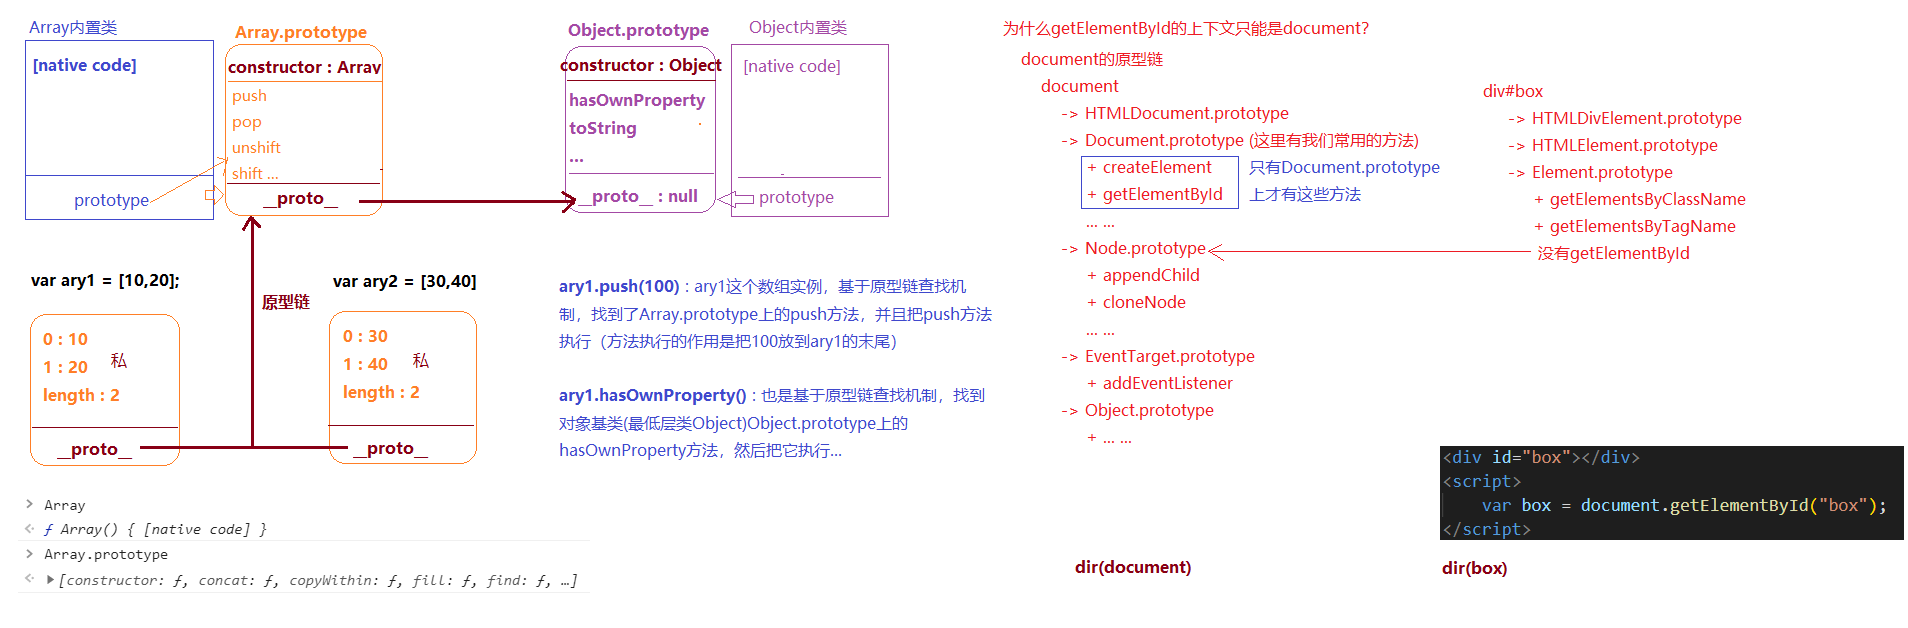 Array内置类
[native code]
prototype
Array.prototype
constructor : Array
push
pop
unshift
shift ...
__proto__
Object.prototype
constructor : Object
hasOwnProperty
toString
...
__proto__ : null
Object内置类
[native code]
prototype
var ary1 = [10,20];
0 : 10
1 : 20
私
length : 2
__proto__
原型链
var ary2 = [30,40]
0 : 30
1 : 40
私
length : 2
__proto__
ary1.push(100) : ary1这个数组实例，基于原型链查找机
制，找到了Array.prototype上的push方法，并且把push方法
执行（方法执行的作用是把100放到ary1的末尾）
ary1.hasOwnProperty() : 也是基于原型链查找机制，找到
对象基类(最低层类Object)Object.prototype上的
hasOwnProperty方法，然后把它执行...
> Array
ƒ Array() { [native code] }
> Array.prototype
[constructor: ƒ, concat: ƒ, copyWithin: ƒ, fill: ƒ, find: ƒ, …]
为什么getElementById的上下文只能是document?
document的原型链
document
-> HTMLDocument.prototype
-> Document.prototype (这里有我们常用的方法)
+ createElement
+ getElementById
只有Document.prototype
上才有这些方法
... ...
-> Node.prototype
+ appendChild
+ cloneNode
... ...
-> EventTarget.prototype
+ addEventListener
-> Object.prototype
+ ... ...
div#box
-> HTMLDivElement.prototype
-> HTMLElement.prototype
-> Element.prototype
+ getElementsByClassName
+ getElementsByTagName
没有getElementById
<div id="box"></div>
<script>
var box = document.getElementById("box");
</script>
dir(document)
dir(box)